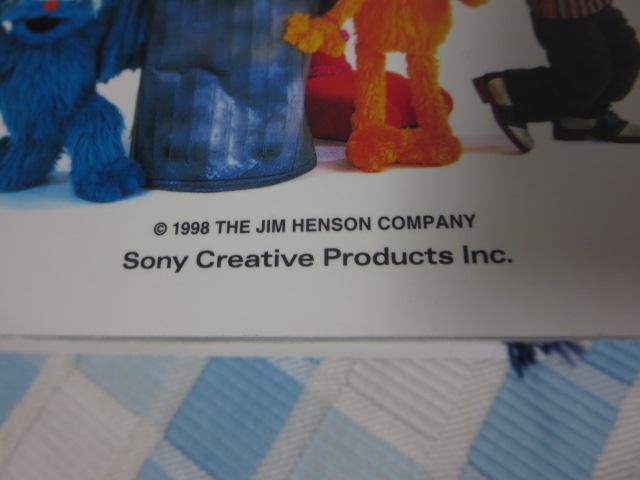 © 1998 THE JIM HENSON COMPANY
Sony Creative Products Inc.